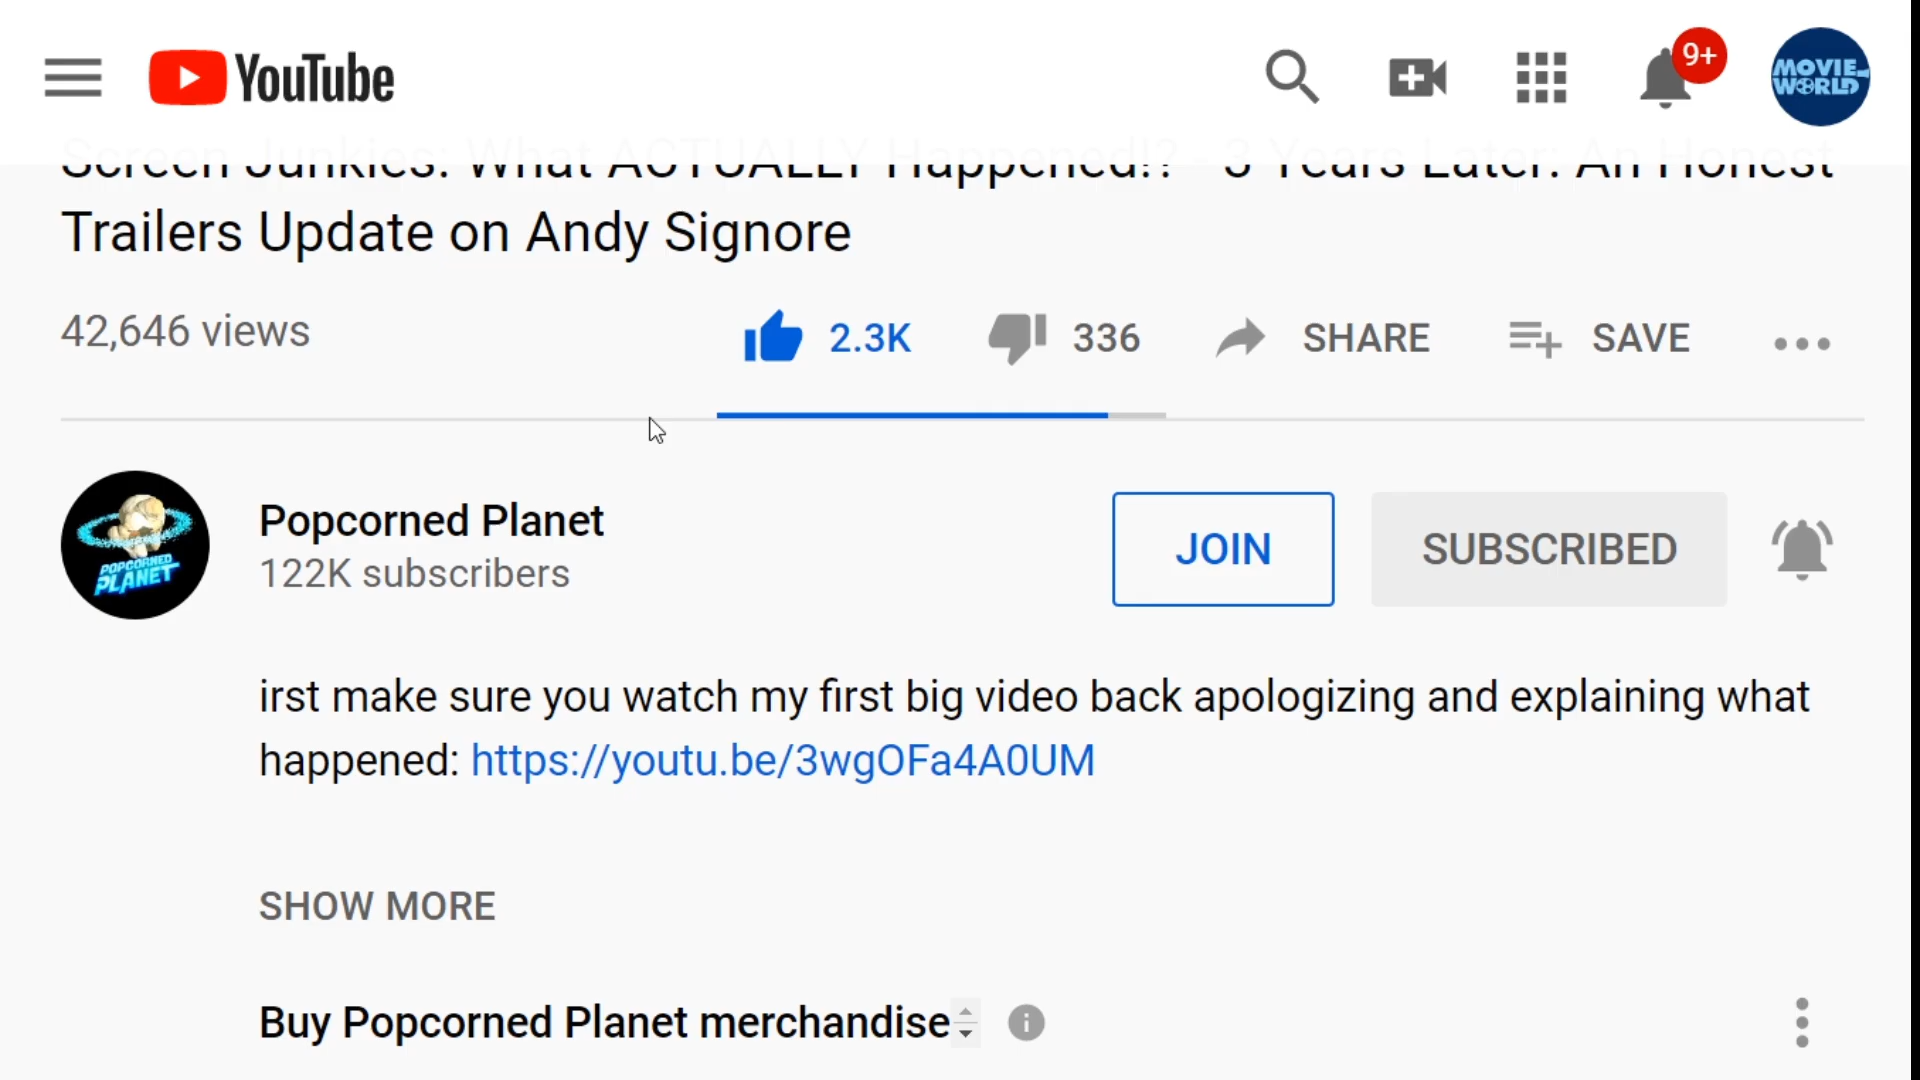 YouTube
9+
MOVIE-
WORLD
Screen Junkies: What ACTUALLY Happened!? - 3 Years Later: An Honest
Trailers Update on Andy Signore
42,646 views
2.3K
336
SHARE
SAVE
POPCORNED
PLANET
Popcorned Planet
122K subscribers
JOIN
SUBSCRIBED
irst make sure you watch my first big video back apologizing and explaining what
happened: https://youtu.be/3wgOFa4A0UM
SHOW MORE
Buy Popcorned Planet merchandise